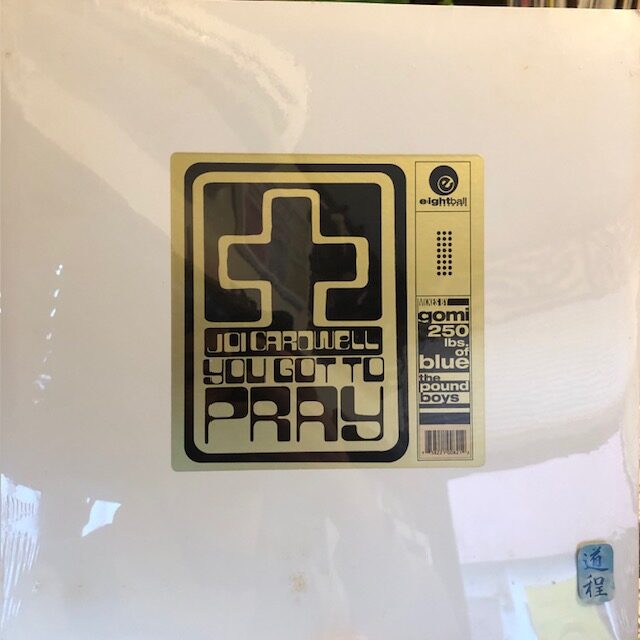 JOI CARDWELL
YOU GOT TO
PRAY
e
eightball
MIXES BY
gomi
250
lbs.
of
blue
the
pound
boys
道
程